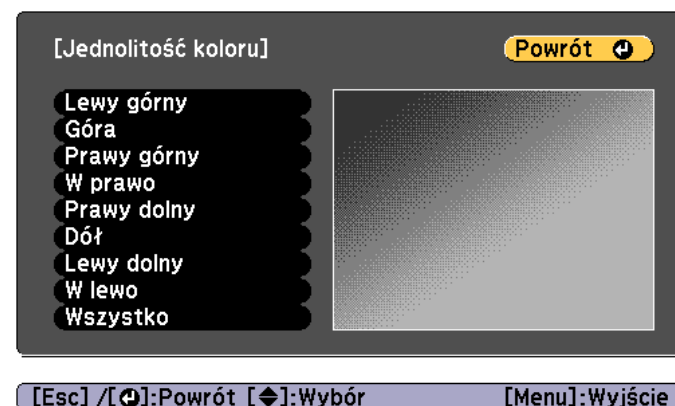 [Jednolitość koloru] Powrót
Lewy górny
Góra
Prawy górny
W prawo
Prawy dolny
Dół
Lewy dolny
W lewo
Wszystko
[Esc] /[⏎]:Powrót [◆]:Wybór [Menu]:Wyjście